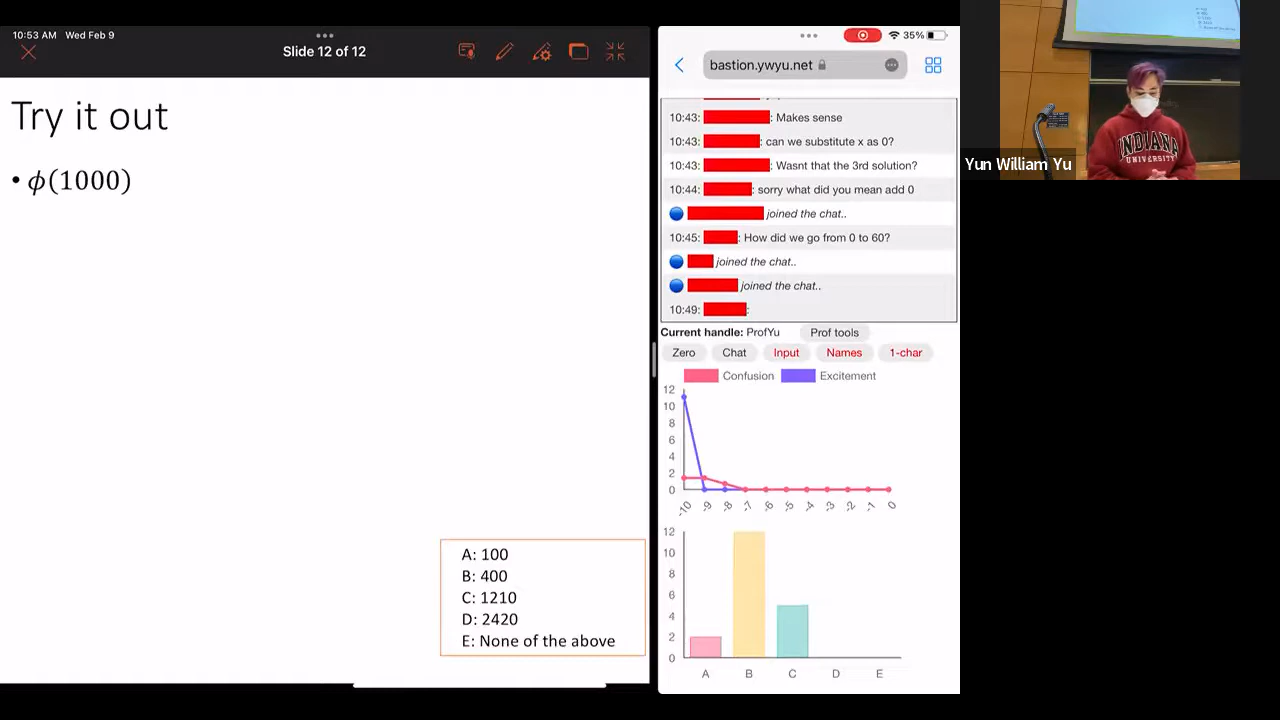 10:53 AM Wed Feb 9
Slide 12 of 12
Try it out
• ϕ(1000)
A: 100
B: 400
C: 1210
D: 2420
E: None of the above
35%
bastion.ywyu.net
10:43: : Makes sense
10:43: : can we substitute x as 0?
10:43: : Wasnt that the 3rd solution?
10:44: : sorry what did you mean add 0
joined the chat..
10:45: : How did we go from 0 to 60?
joined the chat..
joined the chat..
10:49: :
Current handle: ProfYu Prof tools
Zero Chat Input Names 1-char
Confusion Excitement
12
10
8
6
4
2
0
-10 -9 -8 -7 -6 -5 -4 -3 -2 -1 0
12
10
8
6
4
2
0
A B C D E
INDIANA
UNIVERSITY
Yun William Yu